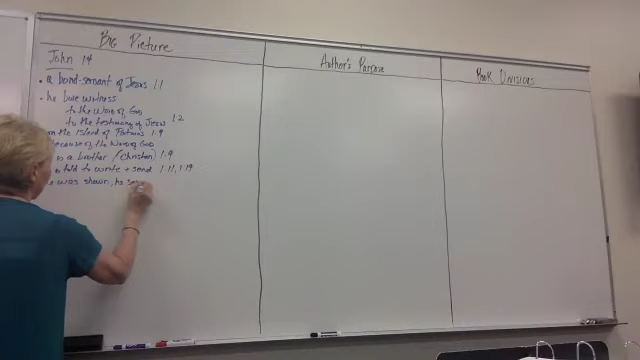 Big Picture
Author's Purpose
Book Divisions
John 1:4
• a bond-servant of Jesus 1:1
• he bore witness
to the Word of God
to the testimony of Jesus 1:2
on the Island of Patmos 1:9
because of the Word of God
a brother (Christian) 1:9
told to write + send 1:11, 1:19
was shown, he saw